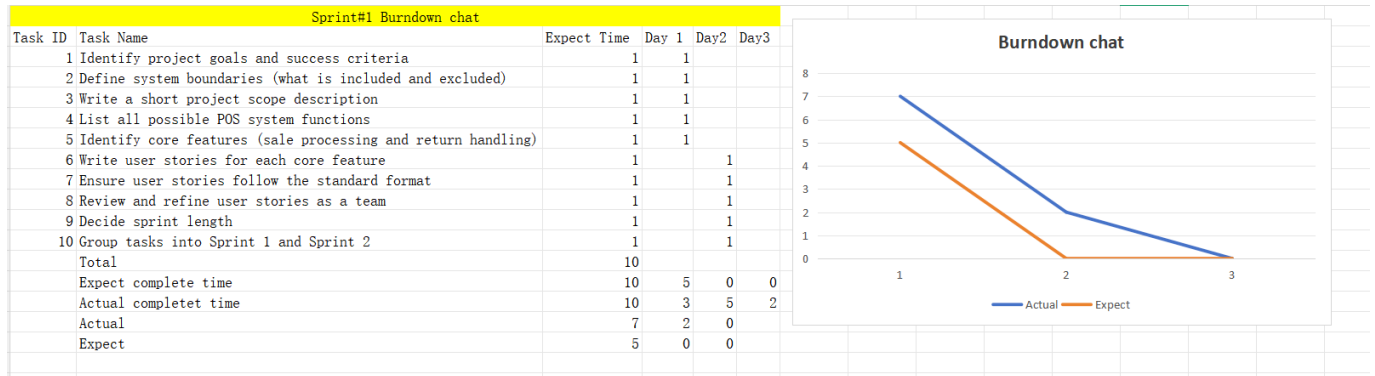 Sprint#1 Burndown chat
Task ID Task Name Expect Time Day 1 Day2 Day3
1 Identify project goals and success criteria 1 1
2 Define system boundaries (what is included and excluded) 1 1
3 Write a short project scope description 1 1
4 List all possible POS system functions 1 1
5 Identify core features (sale processing and return handling) 1 1
6 Write user stories for each core feature 1 1
7 Ensure user stories follow the standard format 1 1
8 Review and refine user stories as a team 1 1
9 Decide sprint length 1 1
10 Group tasks into Sprint 1 and Sprint 2 1 1
Total 10
Expect complete time 10 5 0 0
Actual completet time 10 3 5 2
Actual 7 2 0
Expect 5 0 0
Burndown chat
8
7
6
5
4
3
2
1
0
1 2 3
Actual Expect